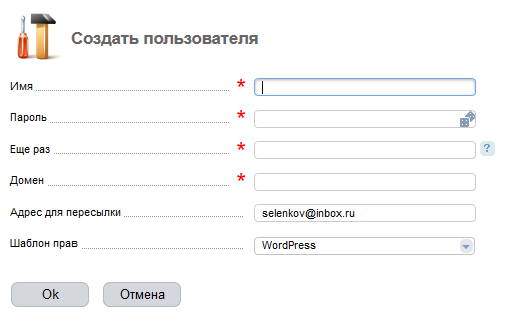 Создать пользователя
Имя *
Пароль *
Еще раз * ?
Домен *
Адрес для пересылки selenkov@inbox.ru
Шаблон прав WordPress
Ok Отмена